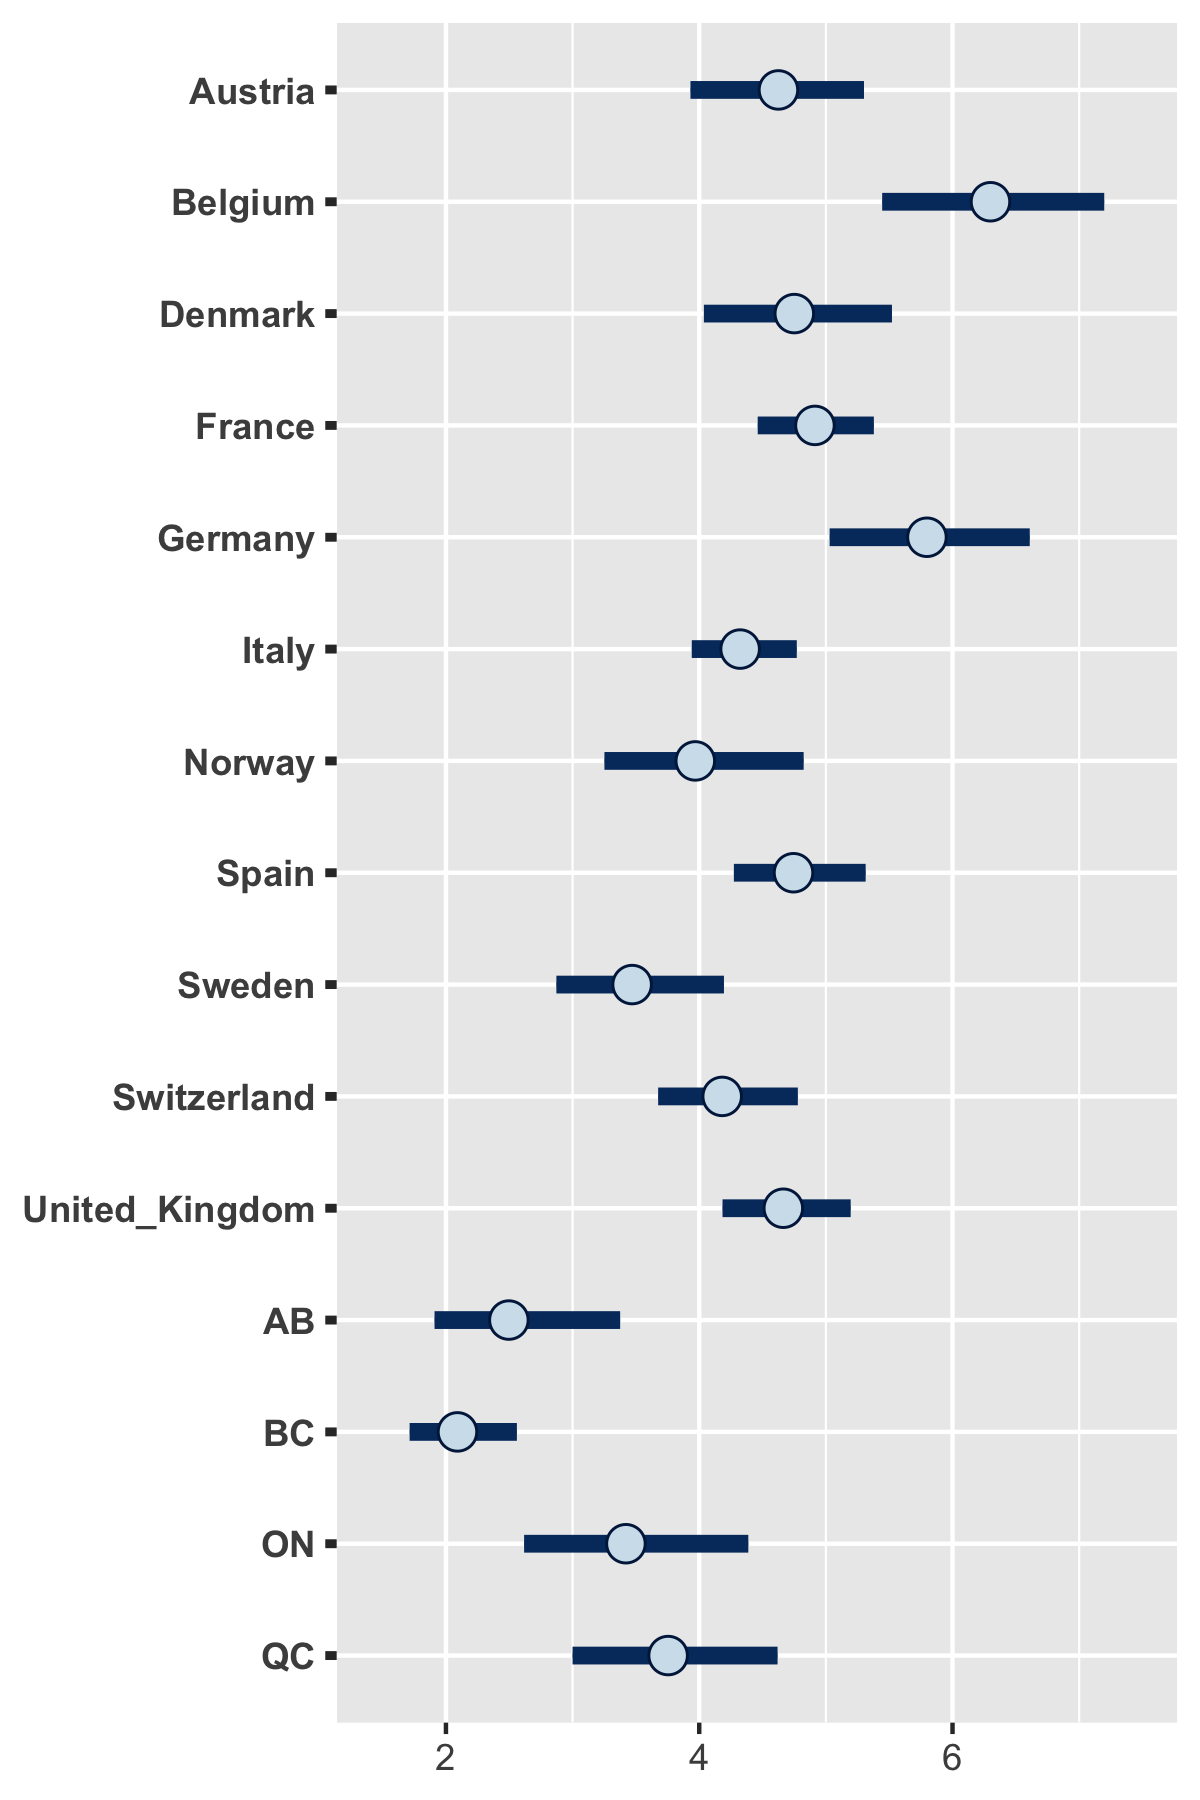 Austria
Belgium
Denmark
France
Germany
Italy
Norway
Spain
Sweden
Switzerland
United_Kingdom
AB
BC
ON
QC
2 4 6